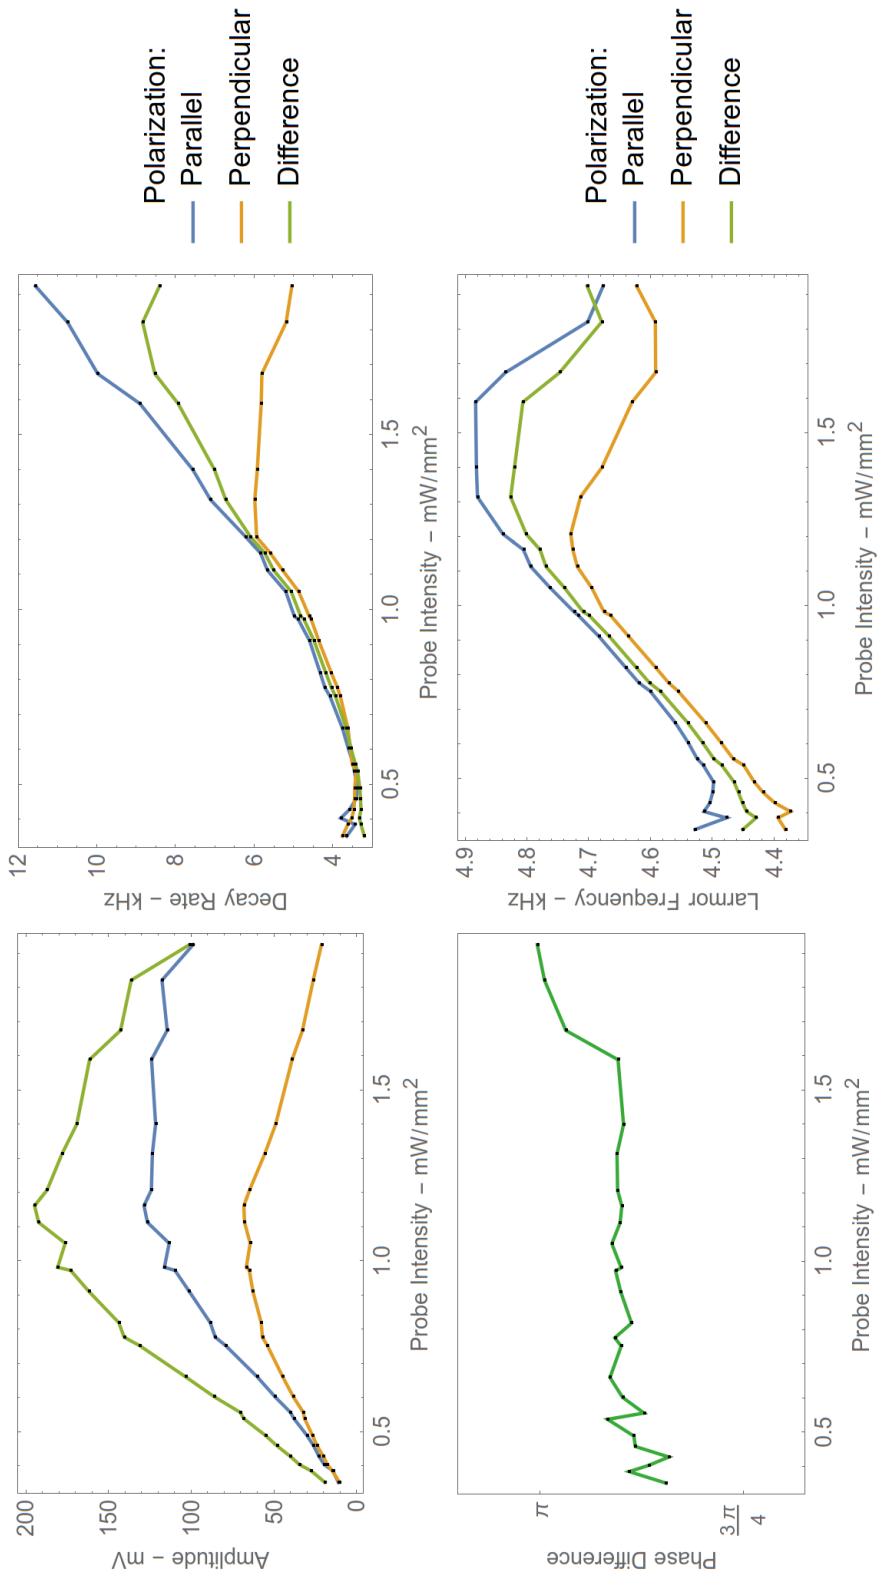 Amplitude – mV
200
150
100
50
0
0.5
1.0
1.5
Probe Intensity – mW/mm²
Decay Rate – kHz
12
10
8
6
4
0.5
1.0
1.5
Probe Intensity – mW/mm²
Polarization:
Parallel
Perpendicular
Difference
Phase Difference
π
3 π
4
0.5
1.0
1.5
Probe Intensity – mW/mm²
Larmor Frequency – kHz
4.9
4.8
4.7
4.6
4.5
4.4
0.5
1.0
1.5
Probe Intensity – mW/mm²
Polarization:
Parallel
Perpendicular
Difference